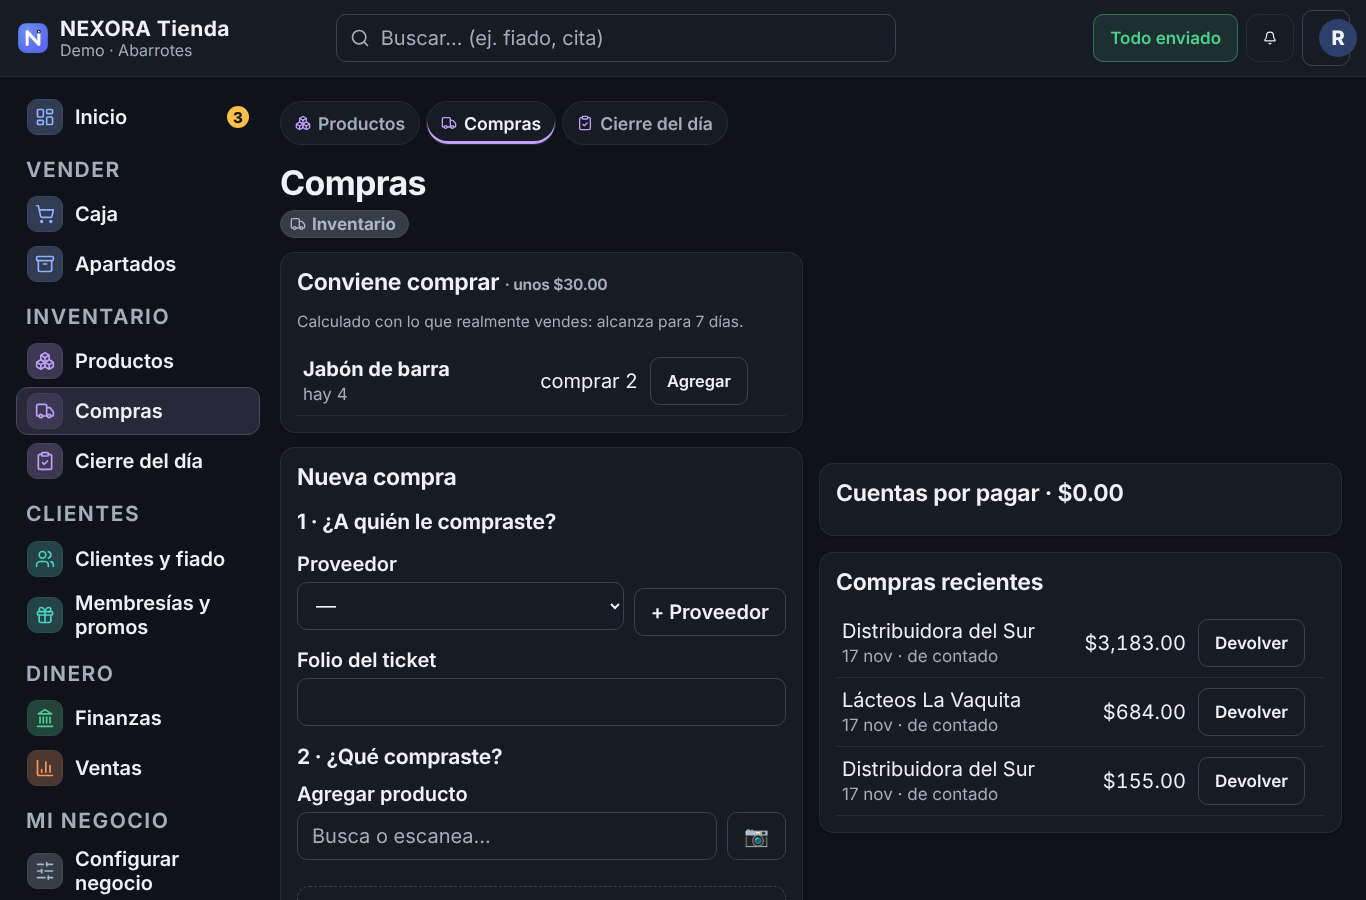 NEXORA Tienda
Demo · Abarrotes
Buscar... (ej. fiado, cita)
Todo enviado
R
Inicio
3
VENDER
Caja
Apartados
INVENTARIO
Productos
Compras
Cierre del día
CLIENTES
Clientes y fiado
Membresías y
promos
DINERO
Finanzas
Ventas
MI NEGOCIO
Configurar
negocio
Productos
Compras
Cierre del día
Compras
Inventario
Conviene comprar · unos $30.00
Calculado con lo que realmente vendes: alcanza para 7 días.
Jabón de barra
hay 4
comprar 2
Agregar
Nueva compra
1 · ¿A quién le compraste?
Proveedor
—
+ Proveedor
Folio del ticket
2 · ¿Qué compraste?
Agregar producto
Busca o escanea...
Cuentas por pagar · $0.00
Compras recientes
Distribuidora del Sur
17 nov · de contado
$3,183.00
Devolver
Lácteos La Vaquita
17 nov · de contado
$684.00
Devolver
Distribuidora del Sur
17 nov · de contado
$155.00
Devolver